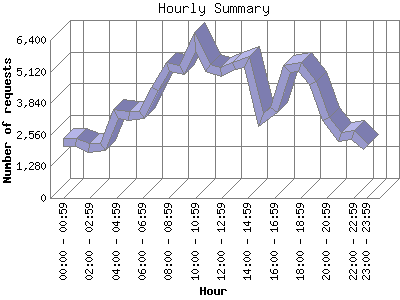 Hourly Summary
Number of requests
6,400
5,120
3,840
2,560
1,280
0
00:00 - 00:59
02:00 - 02:59
04:00 - 04:59
06:00 - 06:59
08:00 - 08:59
10:00 - 10:59
12:00 - 12:59
14:00 - 14:59
16:00 - 16:59
18:00 - 18:59
20:00 - 20:59
22:00 - 22:59
23:00 - 23:59
Hour